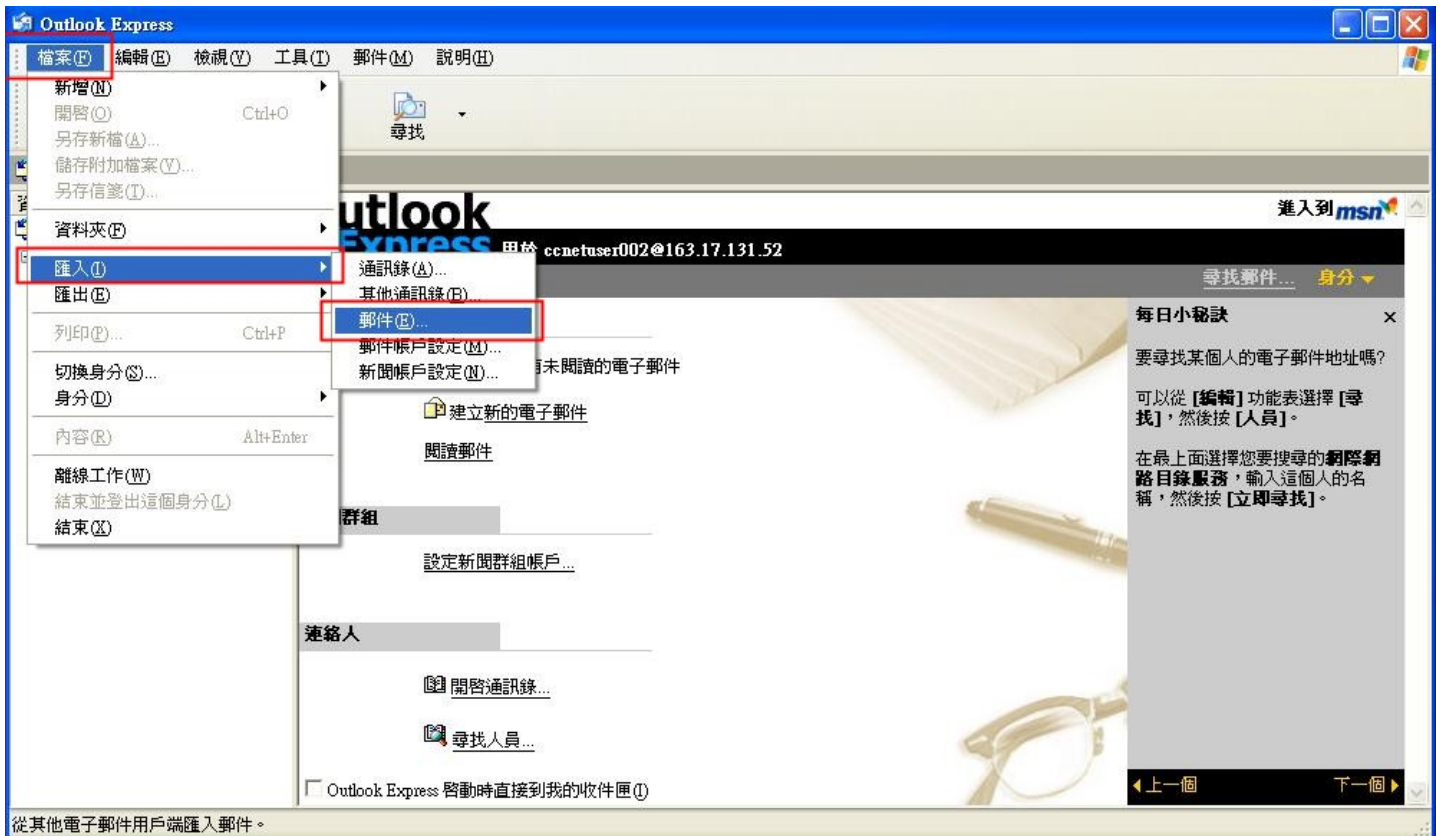 Outlook Express
檔案(F) 編輯(E) 檢視(V) 工具(T) 郵件(M) 說明(H)
新增(N)
開啓(O) Ctrl+O
另存新檔(A)...
儲存附加檔案(V)...
另存信箋(I)...
資料夾(F)
匯入(I)
匯出(E)
列印(P)... Ctrl+P
切換身分(S)...
身分(D)
內容(R) Alt+Enter
離線工作(W)
結束並登出這個身分(L)
結束(X)
通訊錄(A)...
其他通訊錄(B)...
郵件(E)...
郵件帳戶設定(M)...
新聞帳戶設定(N)...
尋找
utlook
Express 用於 ccnetuser002@163.17.131.52
進入到 msn
尋找郵件... 身分
未閱讀的電子郵件
建立新的電子郵件
閱讀郵件
群組
設定新聞群組帳戶...
連絡人
開啓通訊錄...
尋找人員...
Outlook Express 啓動時直接到我的收件匣(I)
每日小秘訣 ×
要尋找某個人的電子郵件地址嗎?
可以從 [編輯] 功能表選擇 [尋
找]，然後按 [人員]。
在最上面選擇您要搜尋的網際網
路目錄服務，輸入這個人的名
稱，然後按 [立即尋找]。
上一個 下一個
從其他電子郵件用戶端匯入郵件。